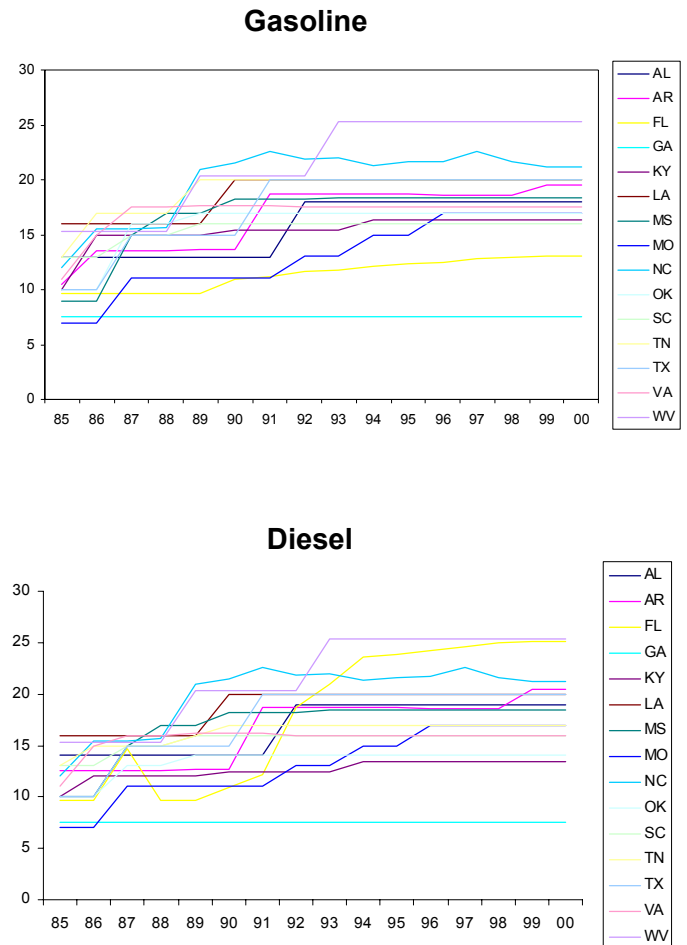 Gasoline
30
25
20
15
10
5
0
85 86 87 88 89 90 91 92 93 94 95 96 97 98 99 00
AL
AR
FL
GA
KY
LA
MS
MO
NC
OK
SC
TN
TX
VA
WV
Diesel
30
25
20
15
10
5
0
85 86 87 88 89 90 91 92 93 94 95 96 97 98 99 00
AL
AR
FL
GA
KY
LA
MS
MO
NC
OK
SC
TN
TX
VA
WV